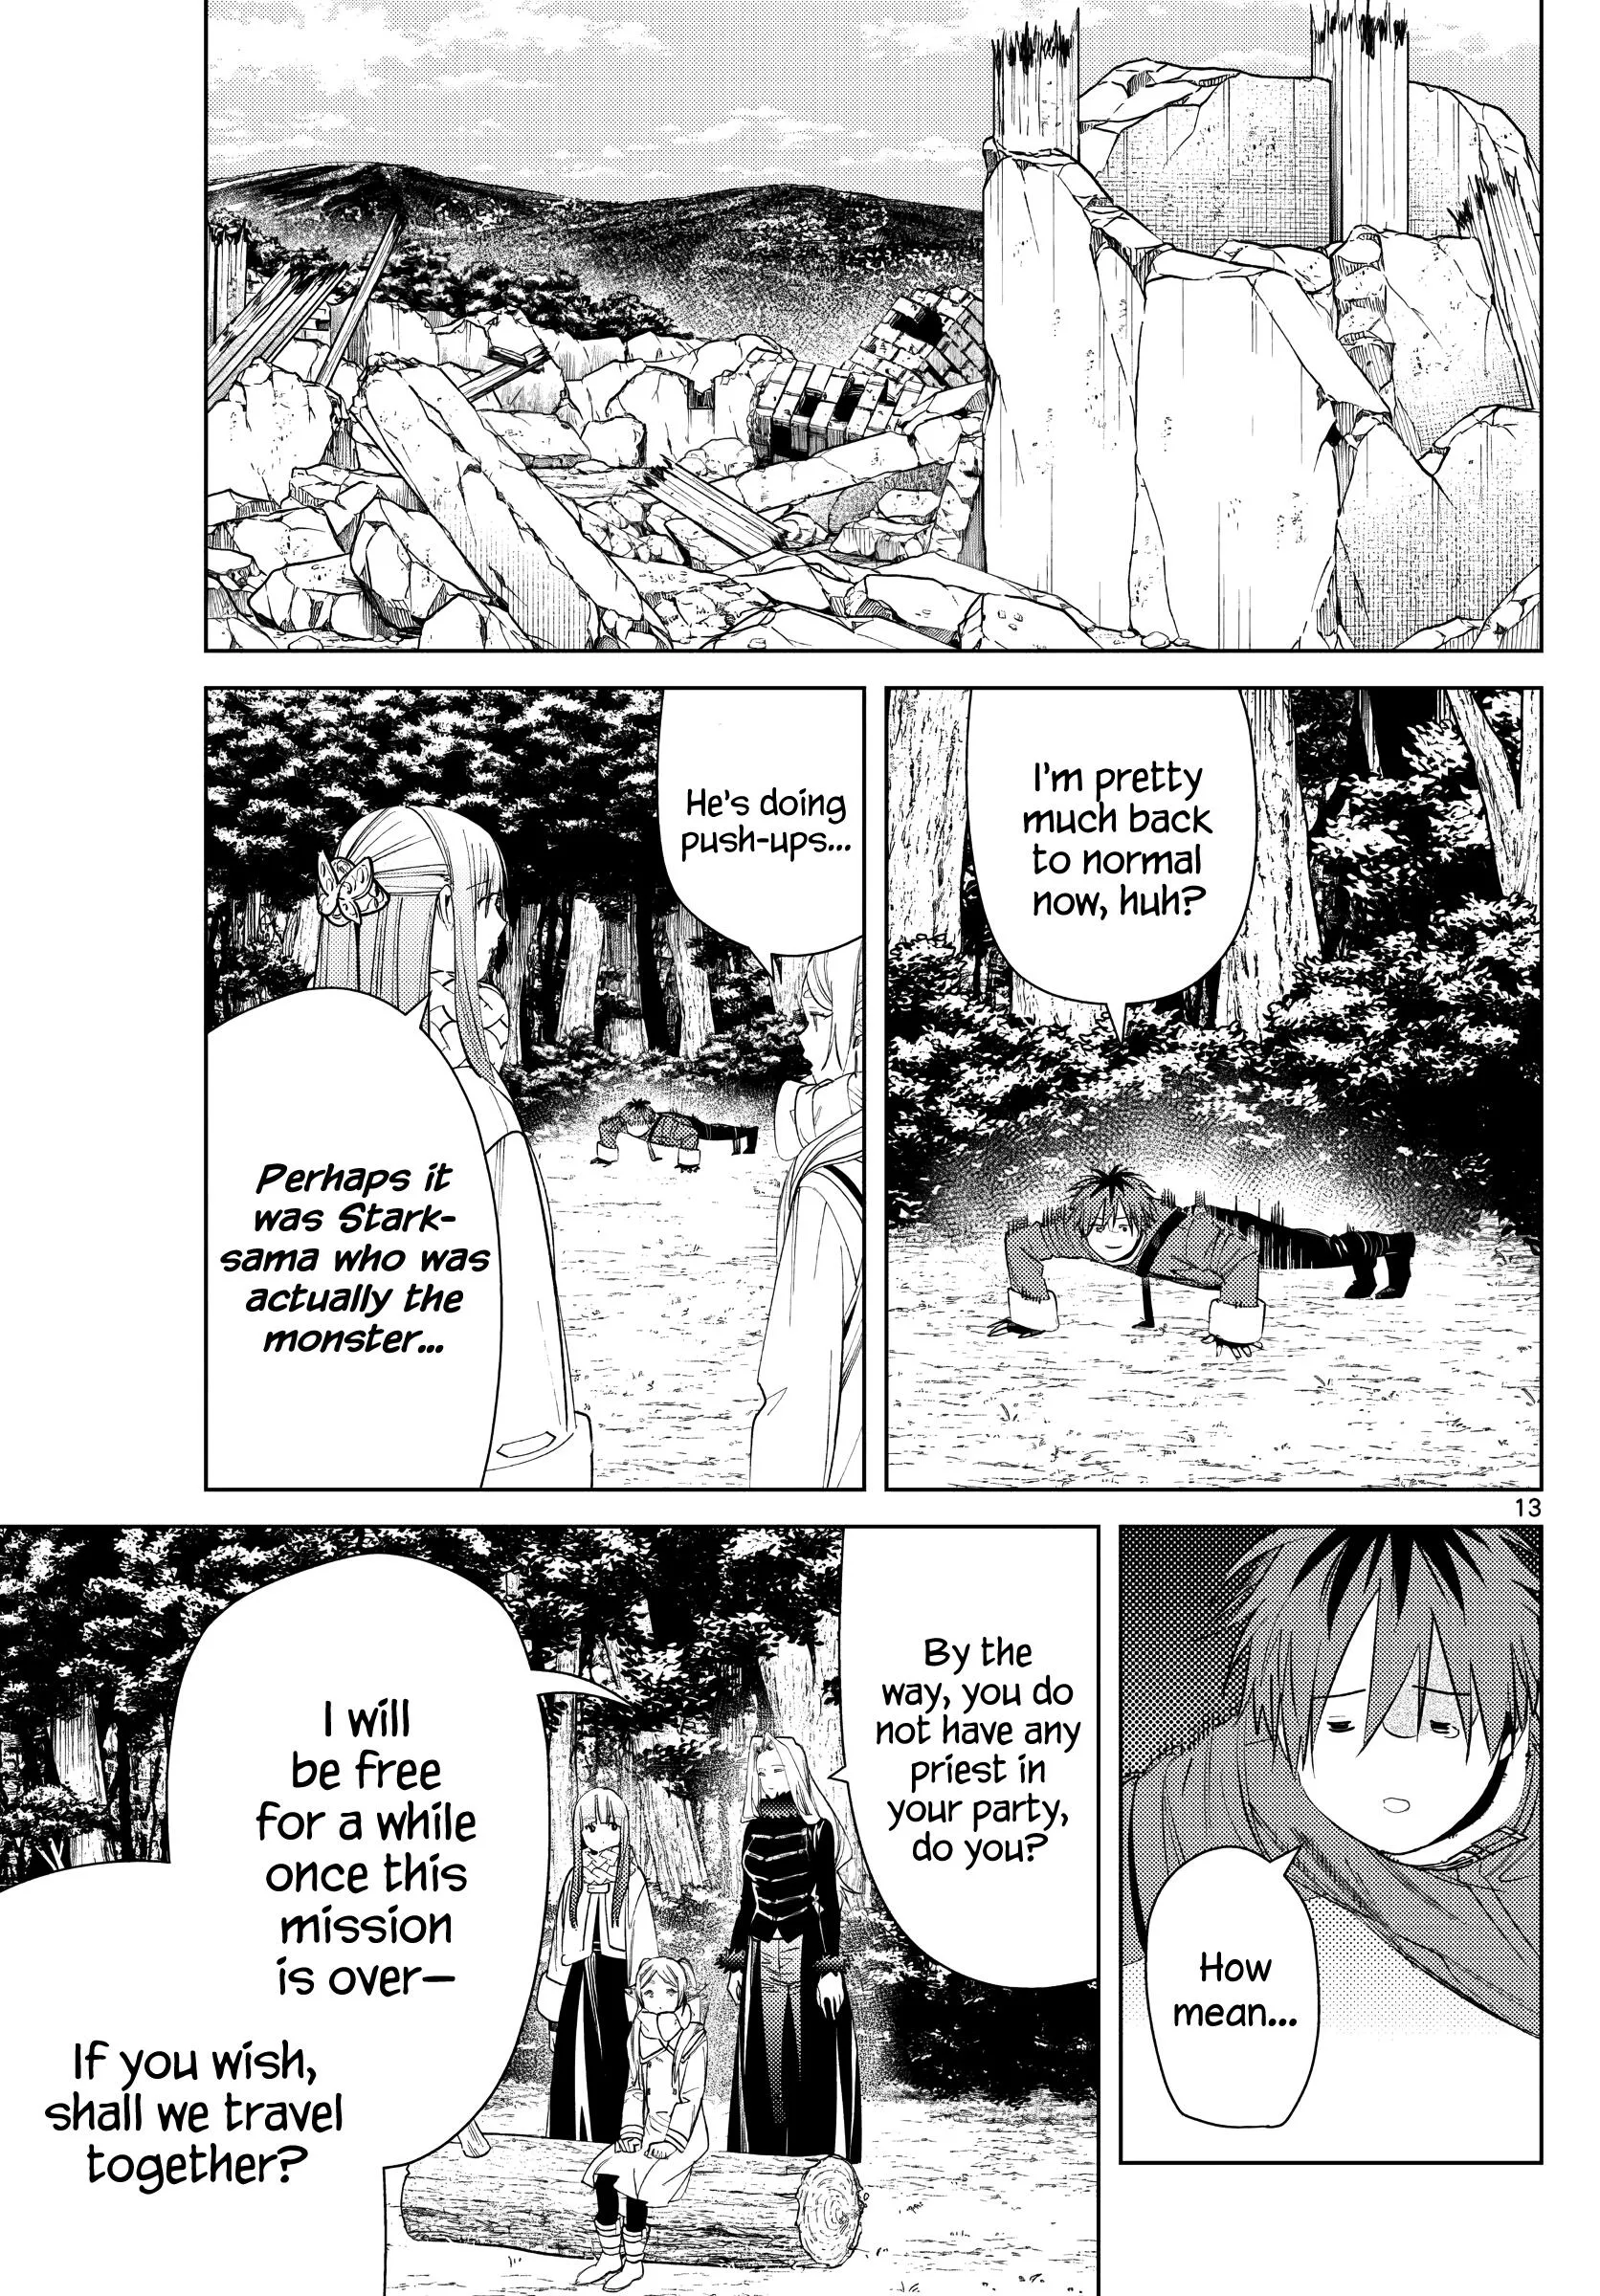 I'm pretty
much back
to normal
now, huh?
He's doing
push-ups...
Perhaps it
was Stark-
sama who was
actually the
monster...
13
How
mean...
By the
way, you do
not have any
priest in
your party,
do you?
I will
be free
for a while
once this
mission
is over—
If you wish,
shall we travel
together?